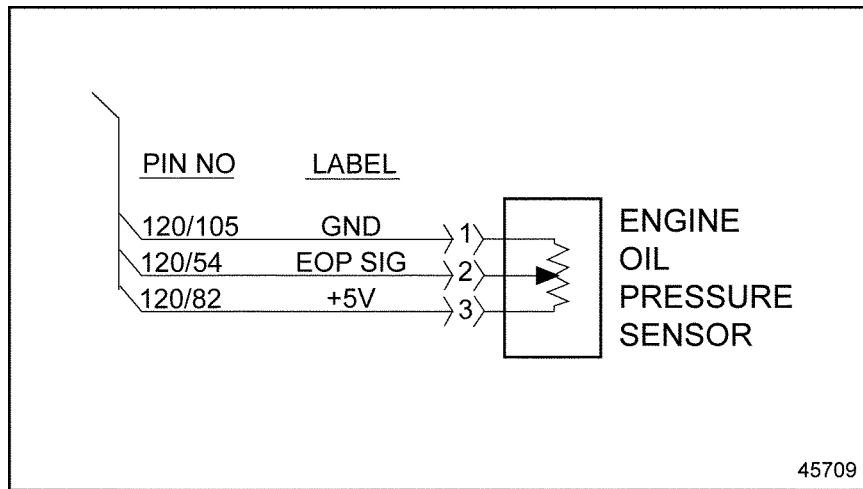 PIN NO LABEL
120/105 GND 1
120/54 EOP SIG 2
120/82 +5V 3
ENGINE
OIL
PRESSURE
SENSOR
45709